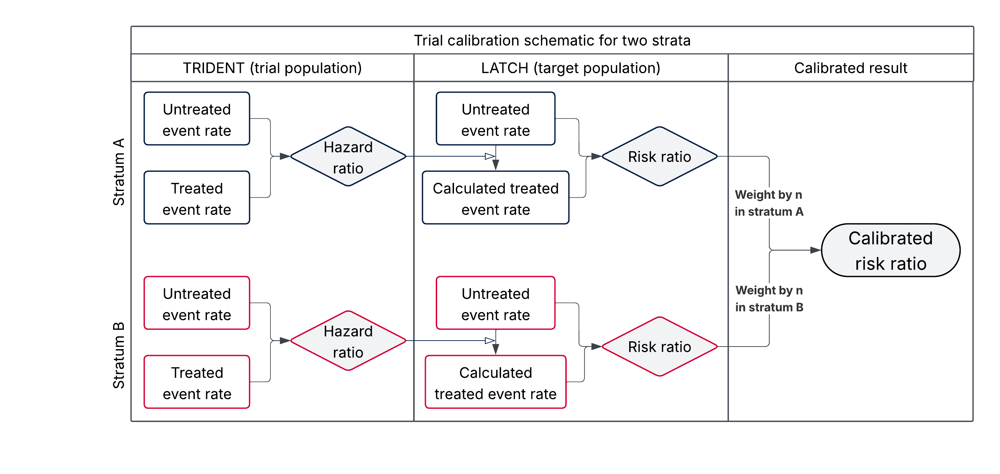 Trial calibration schematic for two strata
TRIDENT (trial population)
LATCH (target population)
Calibrated result
Stratum A
Untreated
event rate
Treated
event rate
Hazard
ratio
Untreated
event rate
Calculated treated
event rate
Risk ratio
Weight by n
in stratum A
Stratum B
Untreated
event rate
Treated
event rate
Hazard
ratio
Untreated
event rate
Calculated
treated event rate
Risk ratio
Weight by n
in stratum B
Calibrated
risk ratio